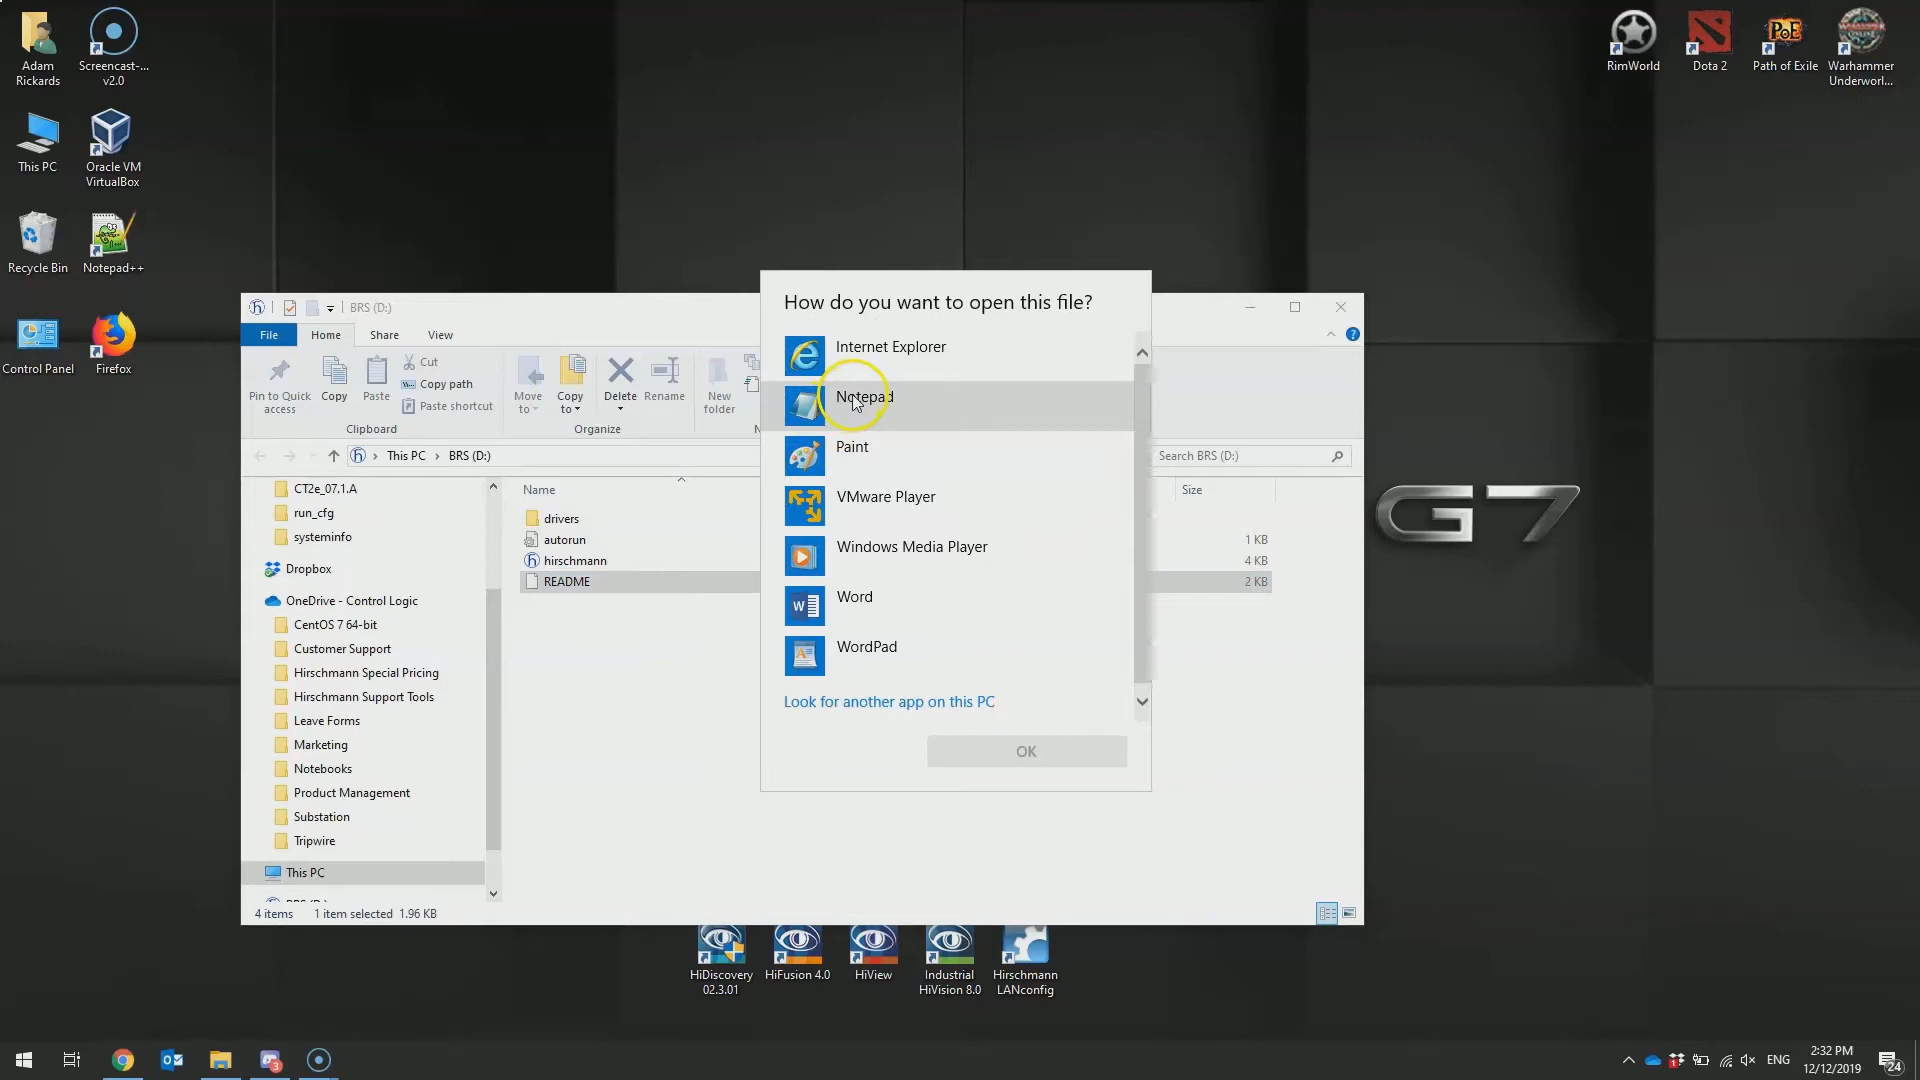 Adam
Rickards
Screencast-...
v2.0
This PC
Oracle VM
VirtualBox
Recycle Bin
Notepad++
Control Panel
Firefox
RimWorld
Dota 2
Path of Exile
Warhammer
Underworl...
BRS (D:)
File
Home
Share
View
Pin to Quick
access
Copy
Paste
Cut
Copy path
Paste shortcut
Clipboard
Move
to
Copy
to
Delete
Rename
Organize
New
folder
This PC
BRS (D:)
Search BRS (D:)
CT2e_07.1.A
run_cfg
systeminfo
Dropbox
OneDrive - Control Logic
CentOS 7 64-bit
Customer Support
Hirschmann Special Pricing
Hirschmann Support Tools
Leave Forms
Marketing
Notebooks
Product Management
Substation
Tripwire
This PC
Name
Size
drivers
autorun
1 KB
hirschmann
4 KB
README
2 KB
4 items
1 item selected 1.96 KB
How do you want to open this file?
Internet Explorer
Notepad
Paint
VMware Player
Windows Media Player
Word
WordPad
Look for another app on this PC
OK
G7
HiDiscovery
02.3.01
HiFusion 4.0
HiView
Industrial
HiVision 8.0
Hirschmann
LANconfig
ENG
2:32 PM
12/12/2019
24